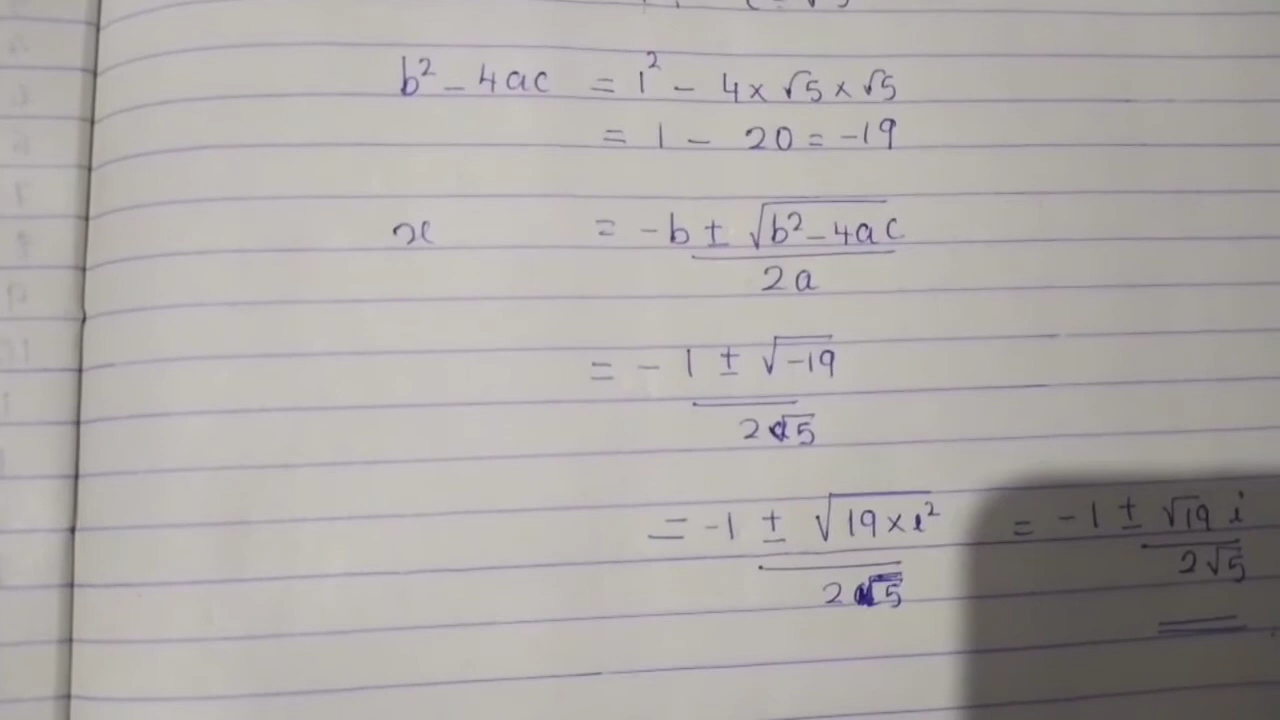 b² - 4ac = 1² - 4 × √5 × √5
= 1 - 20 = -19
x = -b ± √(b² - 4ac) / 2a
= -1 ± √-19 / 2√5
= -1 ± √(19 × i²) / 2√5 = -1 ± √19 i / 2√5